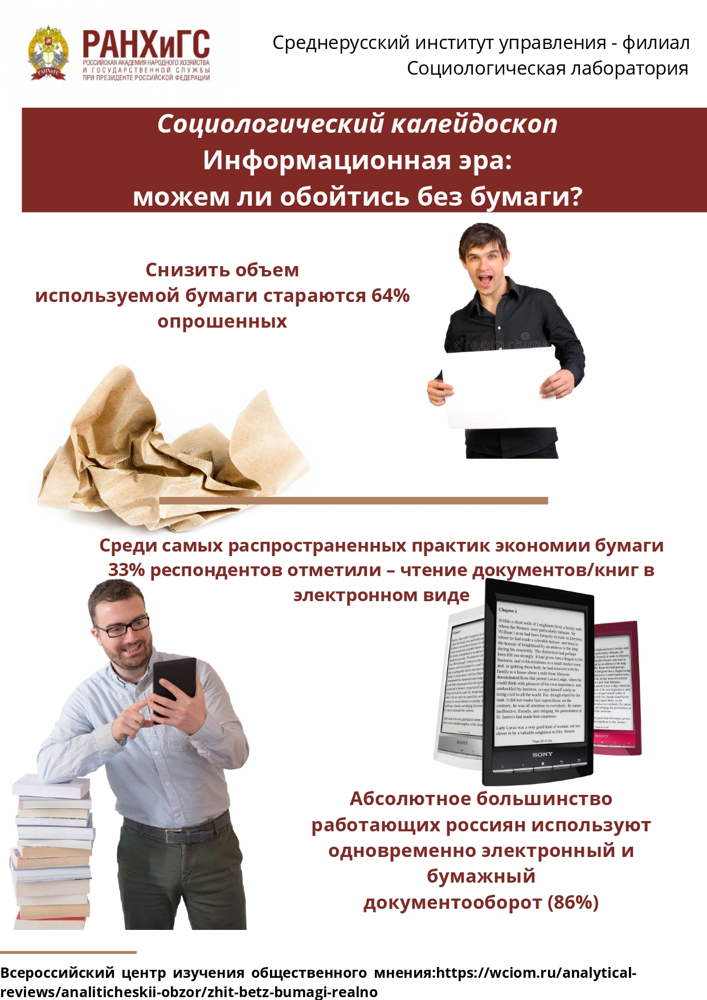 РАНХиГС
РОССИЙСКАЯ АКАДЕМИЯ НАРОДНОГО ХОЗЯЙСТВА
И ГОСУДАРСТВЕННОЙ СЛУЖБЫ
ПРИ ПРЕЗИДЕНТЕ РОССИЙСКОЙ ФЕДЕРАЦИИ
РАНХиГС
Среднерусский институт управления - филиал
Социологическая лаборатория
Социологический калейдоскоп
Информационная эра:
можем ли обойтись без бумаги?
Снизить объем
используемой бумаги стараются 64%
опрошенных
dreamstime
dreamstime
Среди самых распространенных практик экономии бумаги
33% респондентов отметили – чтение документов/книг в
электронном виде
Chapter 5
Within a short walk of Longbourn lived a family with
whom the Bennets were particularly intimate. Sir
William Lucas had been formerly in trade in Meryton,
where he had made a tolerable fortune, and risen to
the honour of knighthood by an address to the king
during his mayoralty. The distinction had perhaps
been felt too strongly. It had given him a disgust to his
business, and to his residence in a small market town;
and, in quitting them both, he had removed with his
family to a house about a mile from Meryton,
denominated from that period Lucas Lodge, where he
could think with pleasure of his own importance, and,
unshackled by business, occupy himself solely in
being civil to all the world. For, though elated by his
rank, it did not render him supercilious; on the
contrary, he was all attention to everybody. By nature
inoffensive, friendly, and obliging, his presentation at
St. James's had made him courteous.
Lady Lucas was a very good kind of woman, not too
clever to be a valuable neighbour to Mrs. Bennet
Page 20 of 352
SONY
SONY
SONY
dreamstime
Абсолютное большинство
работающих россиян используют
одновременно электронный и
бумажный
документооборот (86%)
Всероссийский центр изучения общественного мнения:https://wciom.ru/analytical-
reviews/analiticheskii-obzor/zhit-betz-bumagi-realno